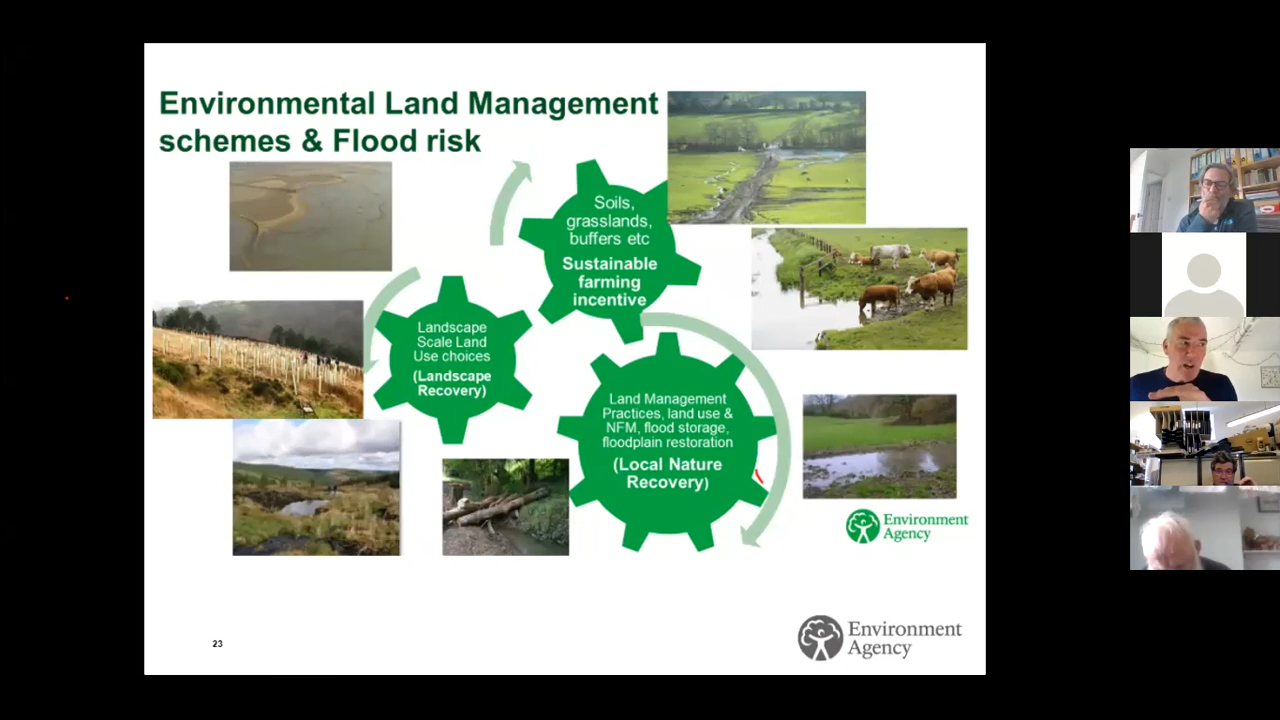 Environmental Land Management
schemes & Flood risk
Soils,
grasslands,
buffers etc
Sustainable
farming
incentive
Landscape
Scale Land
Use choices
(Landscape
Recovery)
Land Management
Practices, land use &
NFM, flood storage,
floodplain restoration
(Local Nature
Recovery)
Environment
Agency
23
Environment
Agency